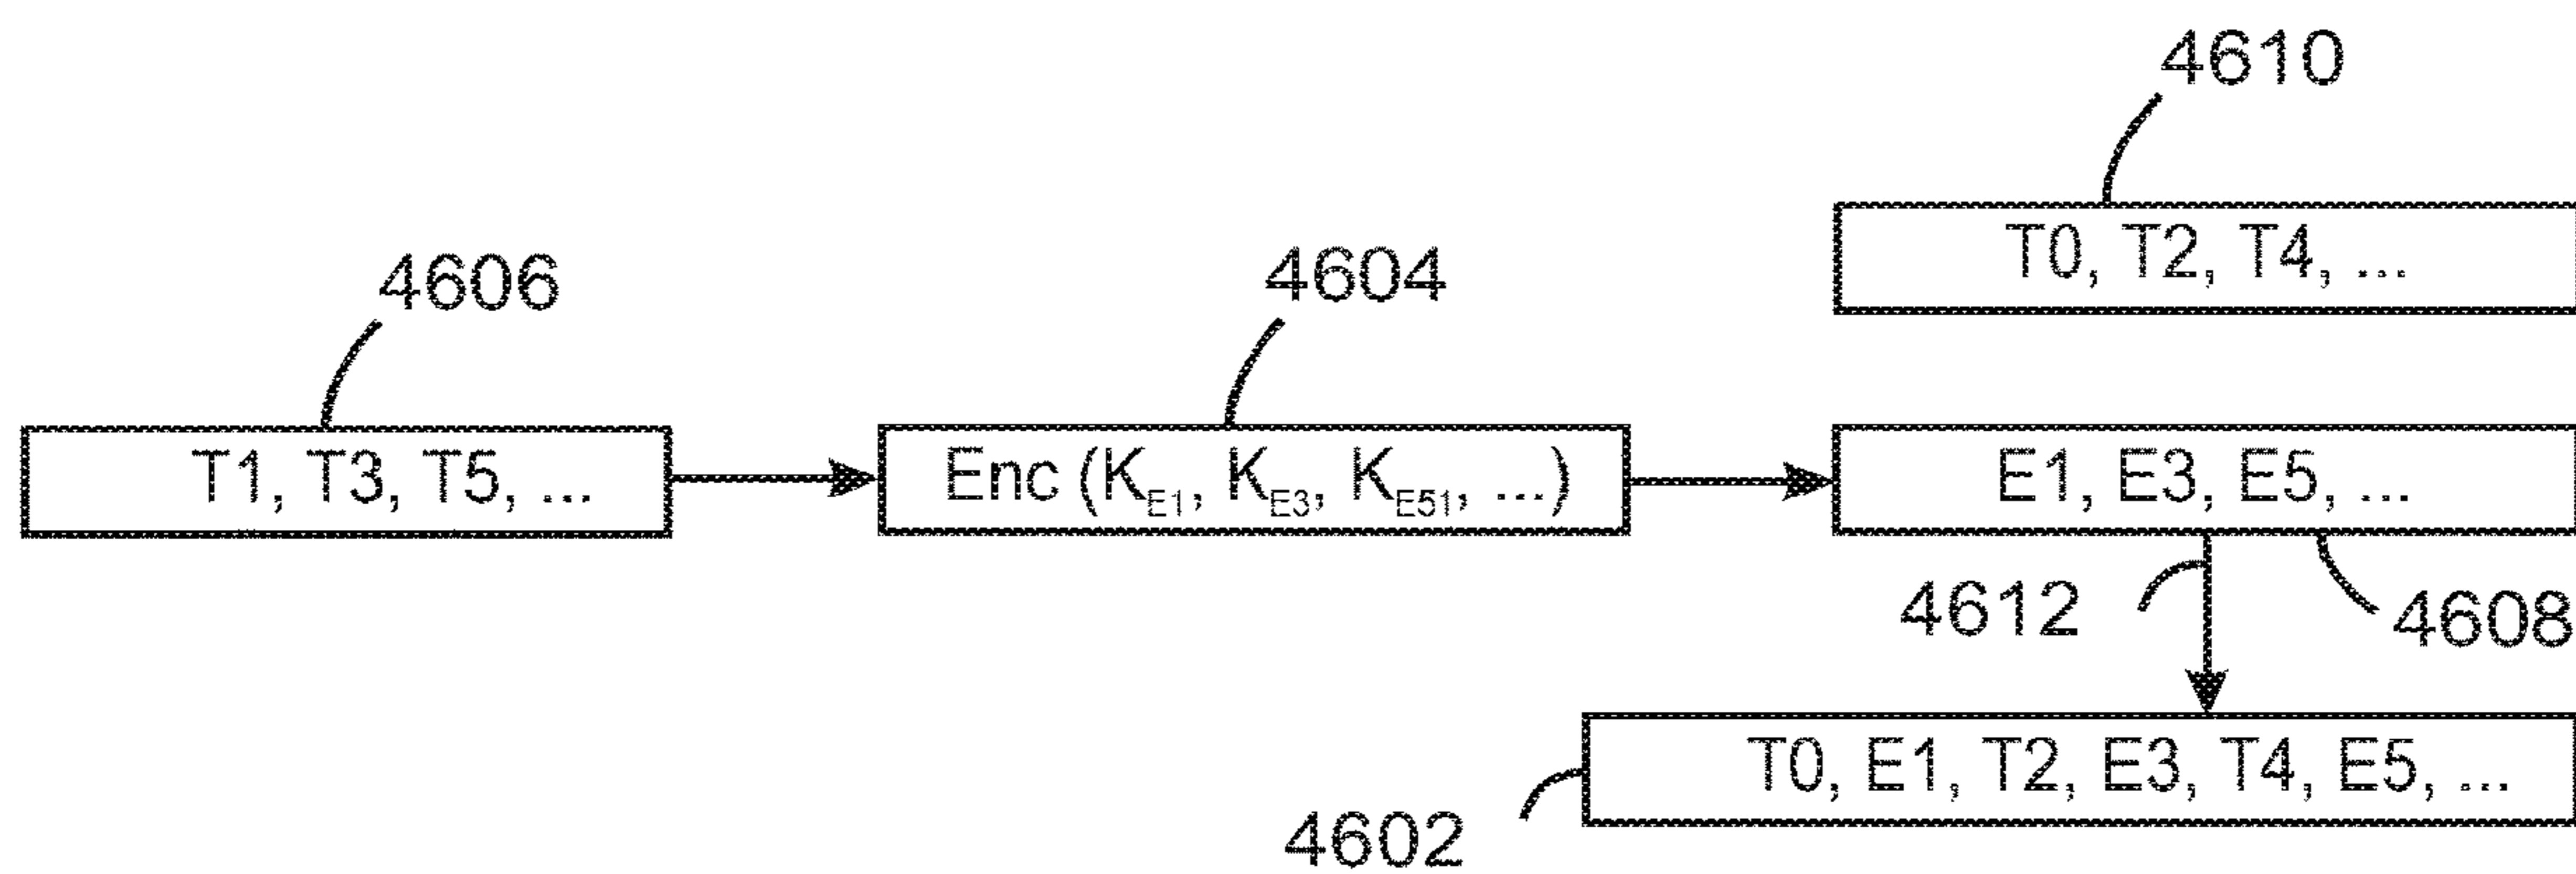 4610
T0, T2, T4, ...
4606
4604
T1, T3, T5, ...
Enc (KE1, KE3, KE51, ...)
E1, E3, E5, ...
4612
4608
T0, E1, T2, E3, T4, E5, ...
4602